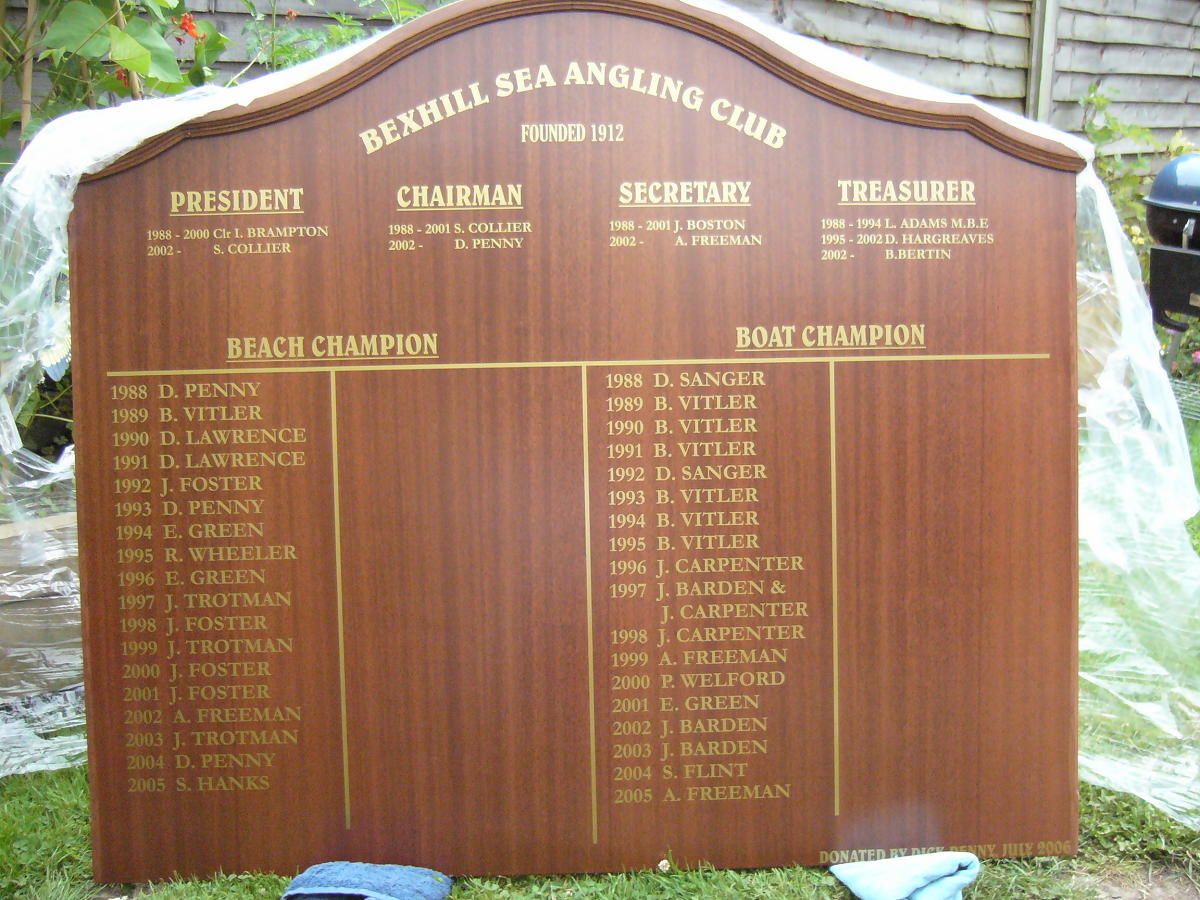 BEXHILL SEA ANGLING CLUB
FOUNDED 1912
PRESIDENT
1988 - 2000 Clr I. BRAMPTON
2002 - S. COLLIER
CHAIRMAN
1988 - 2001 S. COLLIER
2002 - D. PENNY
SECRETARY
1988 - 2001 J. BOSTON
2002 - A. FREEMAN
TREASURER
1988 - 1994 L. ADAMS M.B.E
1995 - 2002 D. HARGREAVES
2002 - B.BERTIN
BEACH CHAMPION
1988 D. PENNY
1989 B. VITLER
1990 D. LAWRENCE
1991 D. LAWRENCE
1992 J. FOSTER
1993 D. PENNY
1994 E. GREEN
1995 R. WHEELER
1996 E. GREEN
1997 J. TROTMAN
1998 J. FOSTER
1999 J. TROTMAN
2000 J. FOSTER
2001 J. FOSTER
2002 A. FREEMAN
2003 J. TROTMAN
2004 D. PENNY
2005 S. HANKS
BOAT CHAMPION
1988 D. SANGER
1989 B. VITLER
1990 B. VITLER
1991 B. VITLER
1992 D. SANGER
1993 B. VITLER
1994 B. VITLER
1995 B. VITLER
1996 J. CARPENTER
1997 J. BARDEN &
J. CARPENTER
1998 J. CARPENTER
1999 A. FREEMAN
2000 P. WELFORD
2001 E. GREEN
2002 J. BARDEN
2003 J. BARDEN
2004 S. FLINT
2005 A. FREEMAN
DONATED BY DICK PENNY, JULY 2006